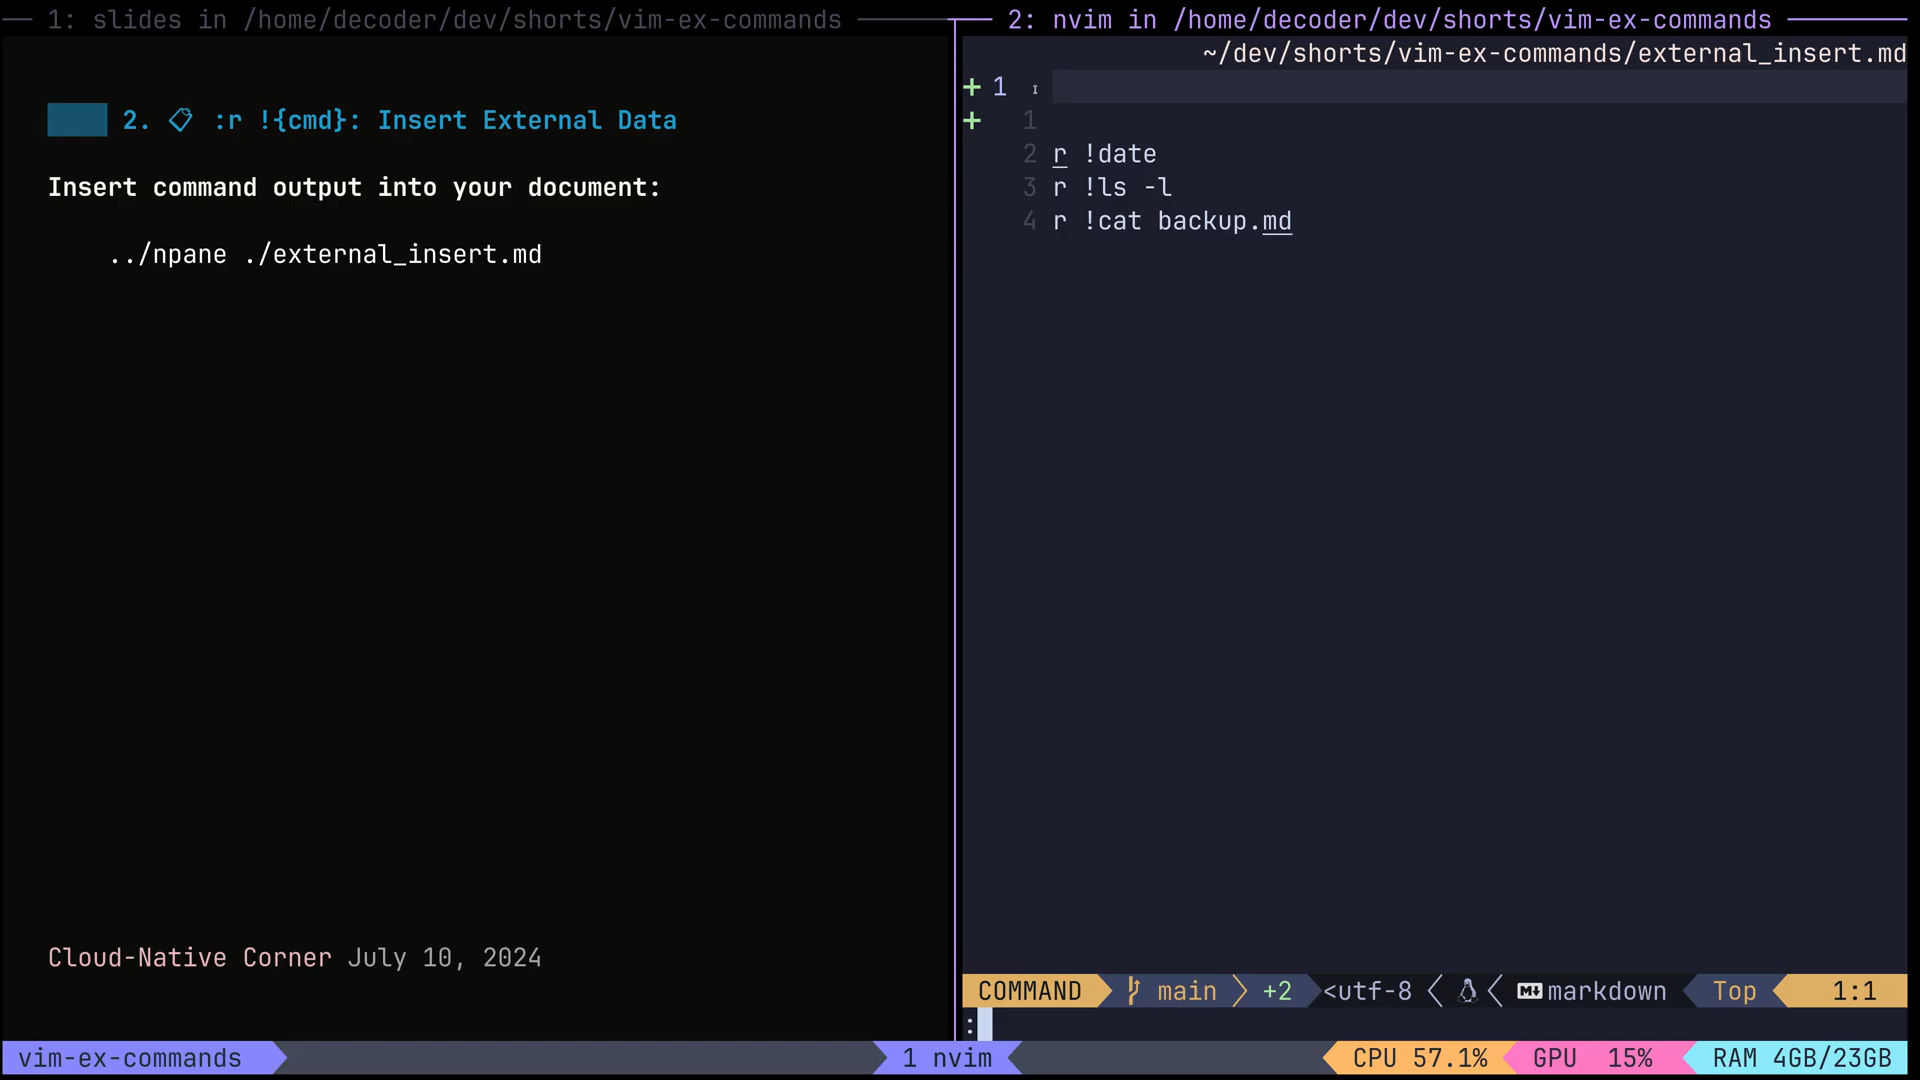 1: slides in /home/decoder/dev/shorts/vim-ex-commands
2. :r !{cmd}: Insert External Data
Insert command output into your document:
../npane ./external_insert.md
Cloud-Native Corner July 10, 2024
2: nvim in /home/decoder/dev/shorts/vim-ex-commands
~/dev/shorts/vim-ex-commands/external_insert.md
+ 1
+ 1
2 r !date
3 r !ls -l
4 r !cat backup.md
COMMAND main +2 <utf-8 M markdown Top 1:1
:
vim-ex-commands 1 nvim CPU 57.1% GPU 15% RAM 4GB/23GB